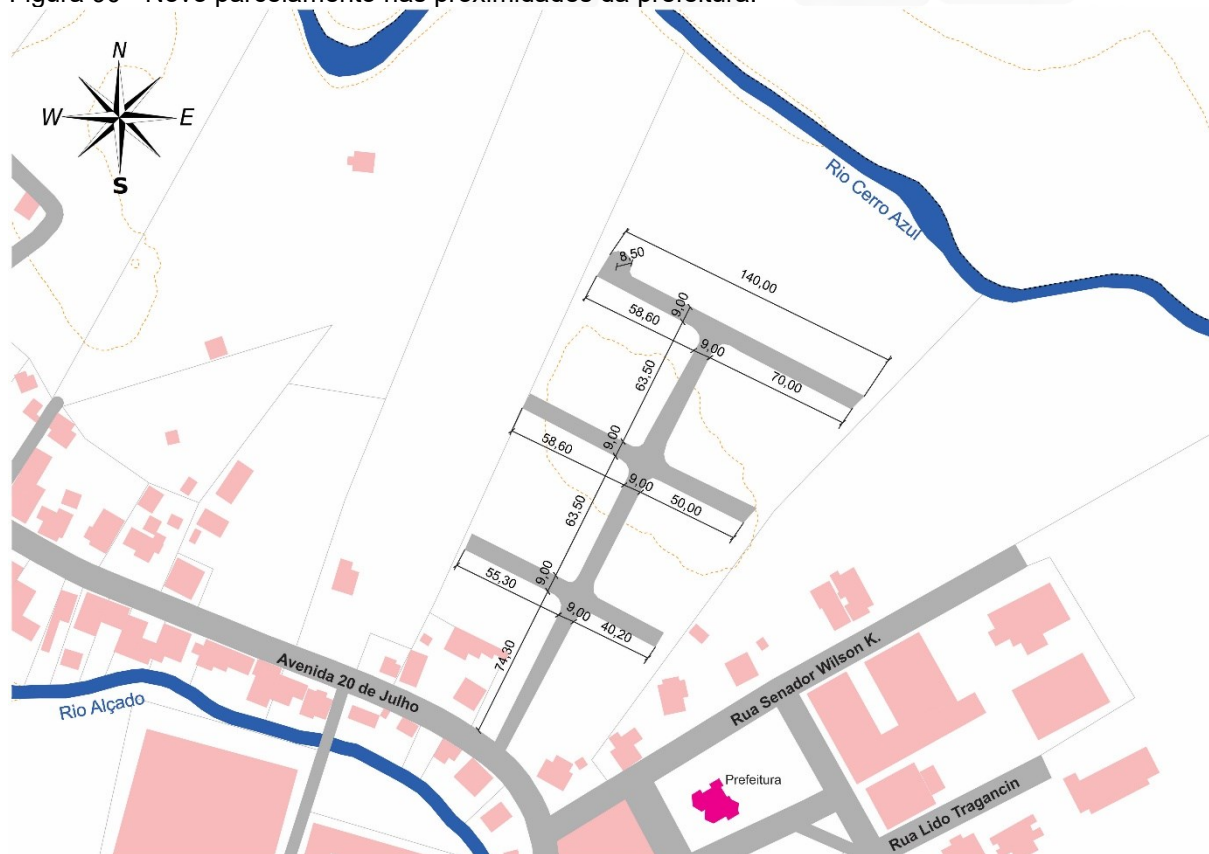 Figura 36 - Novo parcelamento nas proximidades da prefeitura.
N
W
E
S
Rio Cerro Azul
8,50
140,00
58,60
9,00
9,00
70,00
63,50
58,60
9,00
9,00
50,00
63,50
55,30
9,00
9,00
40,20
74,30
Avenida 20 de Julho
Rio Alçado
Rua Senador Wilson K.
Prefeitura
Rua Lido Tragancin